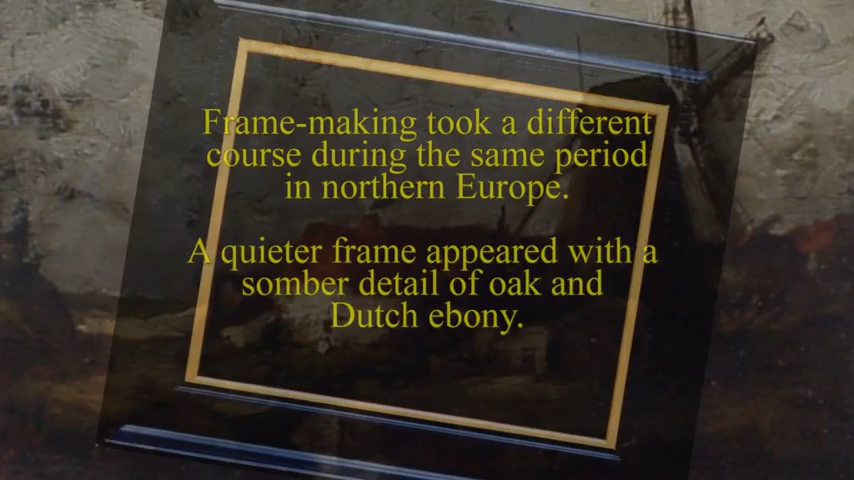 Frame-making took a different
course during the same period
in northern Europe.
A quieter frame appeared with a
somber detail of oak and
Dutch ebony.